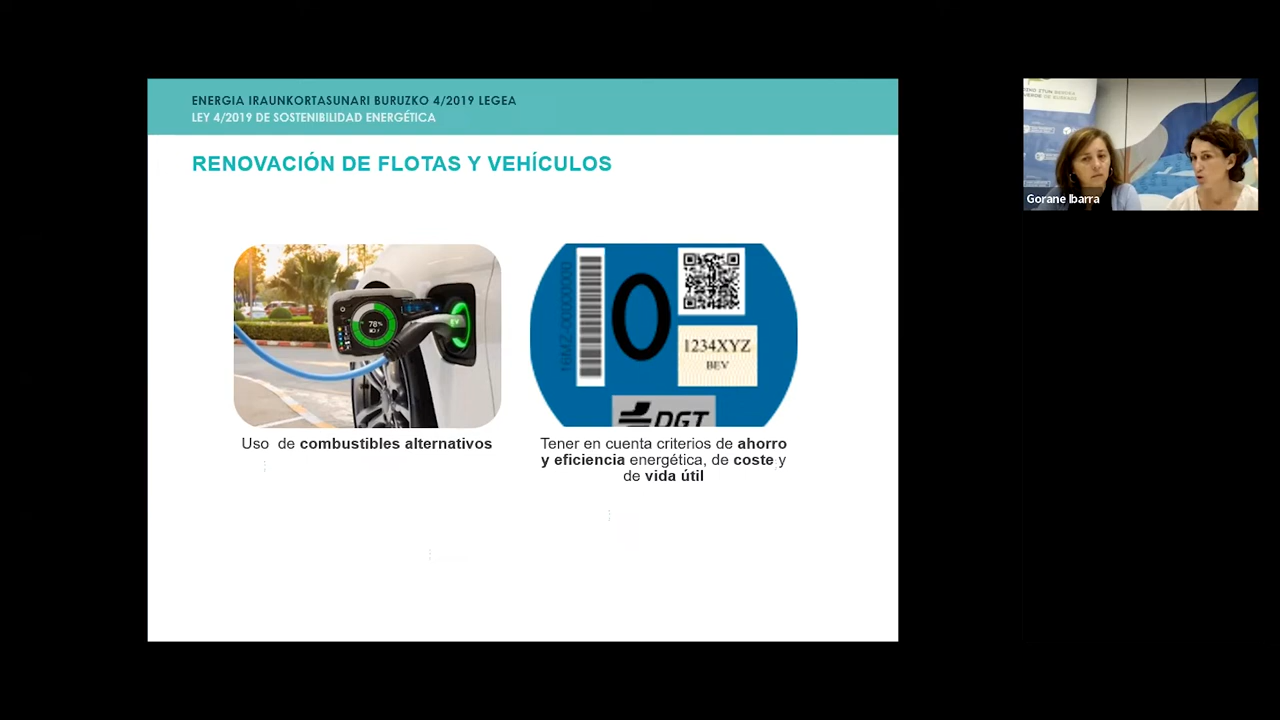 ENERGIA IRAUNKORTASUNARI BURUZKO 4/2019 LEGEA
LEY 4/2019 DE SOSTENIBILIDAD ENERGÉTICA
RENOVACIÓN DE FLOTAS Y VEHÍCULOS
78%
EV
16MZ-0000000
0
1234XYZ
BEV
DGT
Uso de combustibles alternativos
Tener en cuenta criterios de ahorro
y eficiencia energética, de coste y
de vida útil
Gorane Ibarra